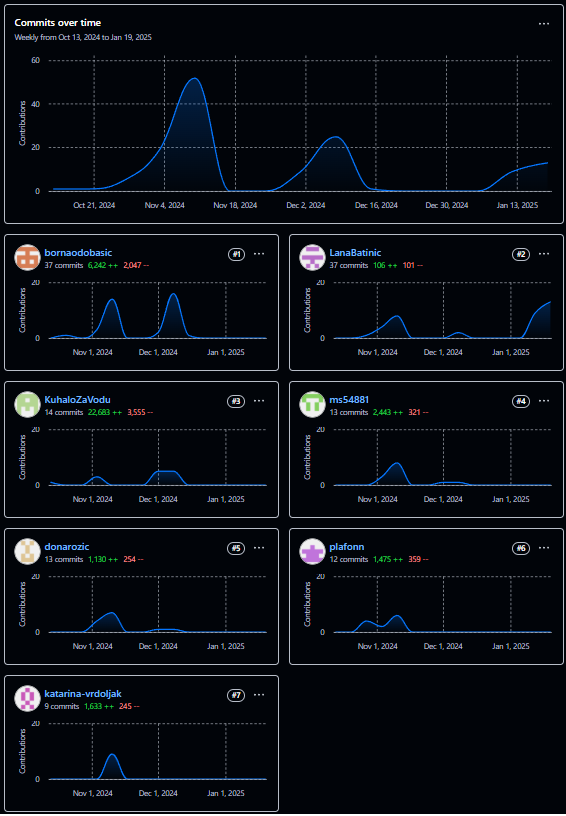 Commits over time
Weekly from Oct 13, 2024 to Jan 19, 2025
Contributions
60
40
20
0
Oct 21, 2024 Nov 4, 2024 Nov 18, 2024 Dec 2, 2024 Dec 16, 2024 Dec 30, 2024 Jan 13, 2025
bornaodobasic #1
37 commits 6,242 ++ 2,047 --
Contributions
20
0
Nov 1, 2024 Dec 1, 2024 Jan 1, 2025
LanaBatinic #2
37 commits 106 ++ 101 --
Contributions
20
0
Nov 1, 2024 Dec 1, 2024 Jan 1, 2025
KuhaloZaVodu #3
14 commits 22,683 ++ 3,555 --
Contributions
20
0
Nov 1, 2024 Dec 1, 2024 Jan 1, 2025
ms54881 #4
13 commits 2,443 ++ 321 --
Contributions
20
0
Nov 1, 2024 Dec 1, 2024 Jan 1, 2025
donarozic #5
13 commits 1,130 ++ 254 --
Contributions
20
0
Nov 1, 2024 Dec 1, 2024 Jan 1, 2025
plafonn #6
12 commits 1,475 ++ 359 --
Contributions
20
0
Nov 1, 2024 Dec 1, 2024 Jan 1, 2025
katarina-vrdoljak #7
9 commits 1,633 ++ 245 --
Contributions
20
0
Nov 1, 2024 Dec 1, 2024 Jan 1, 2025